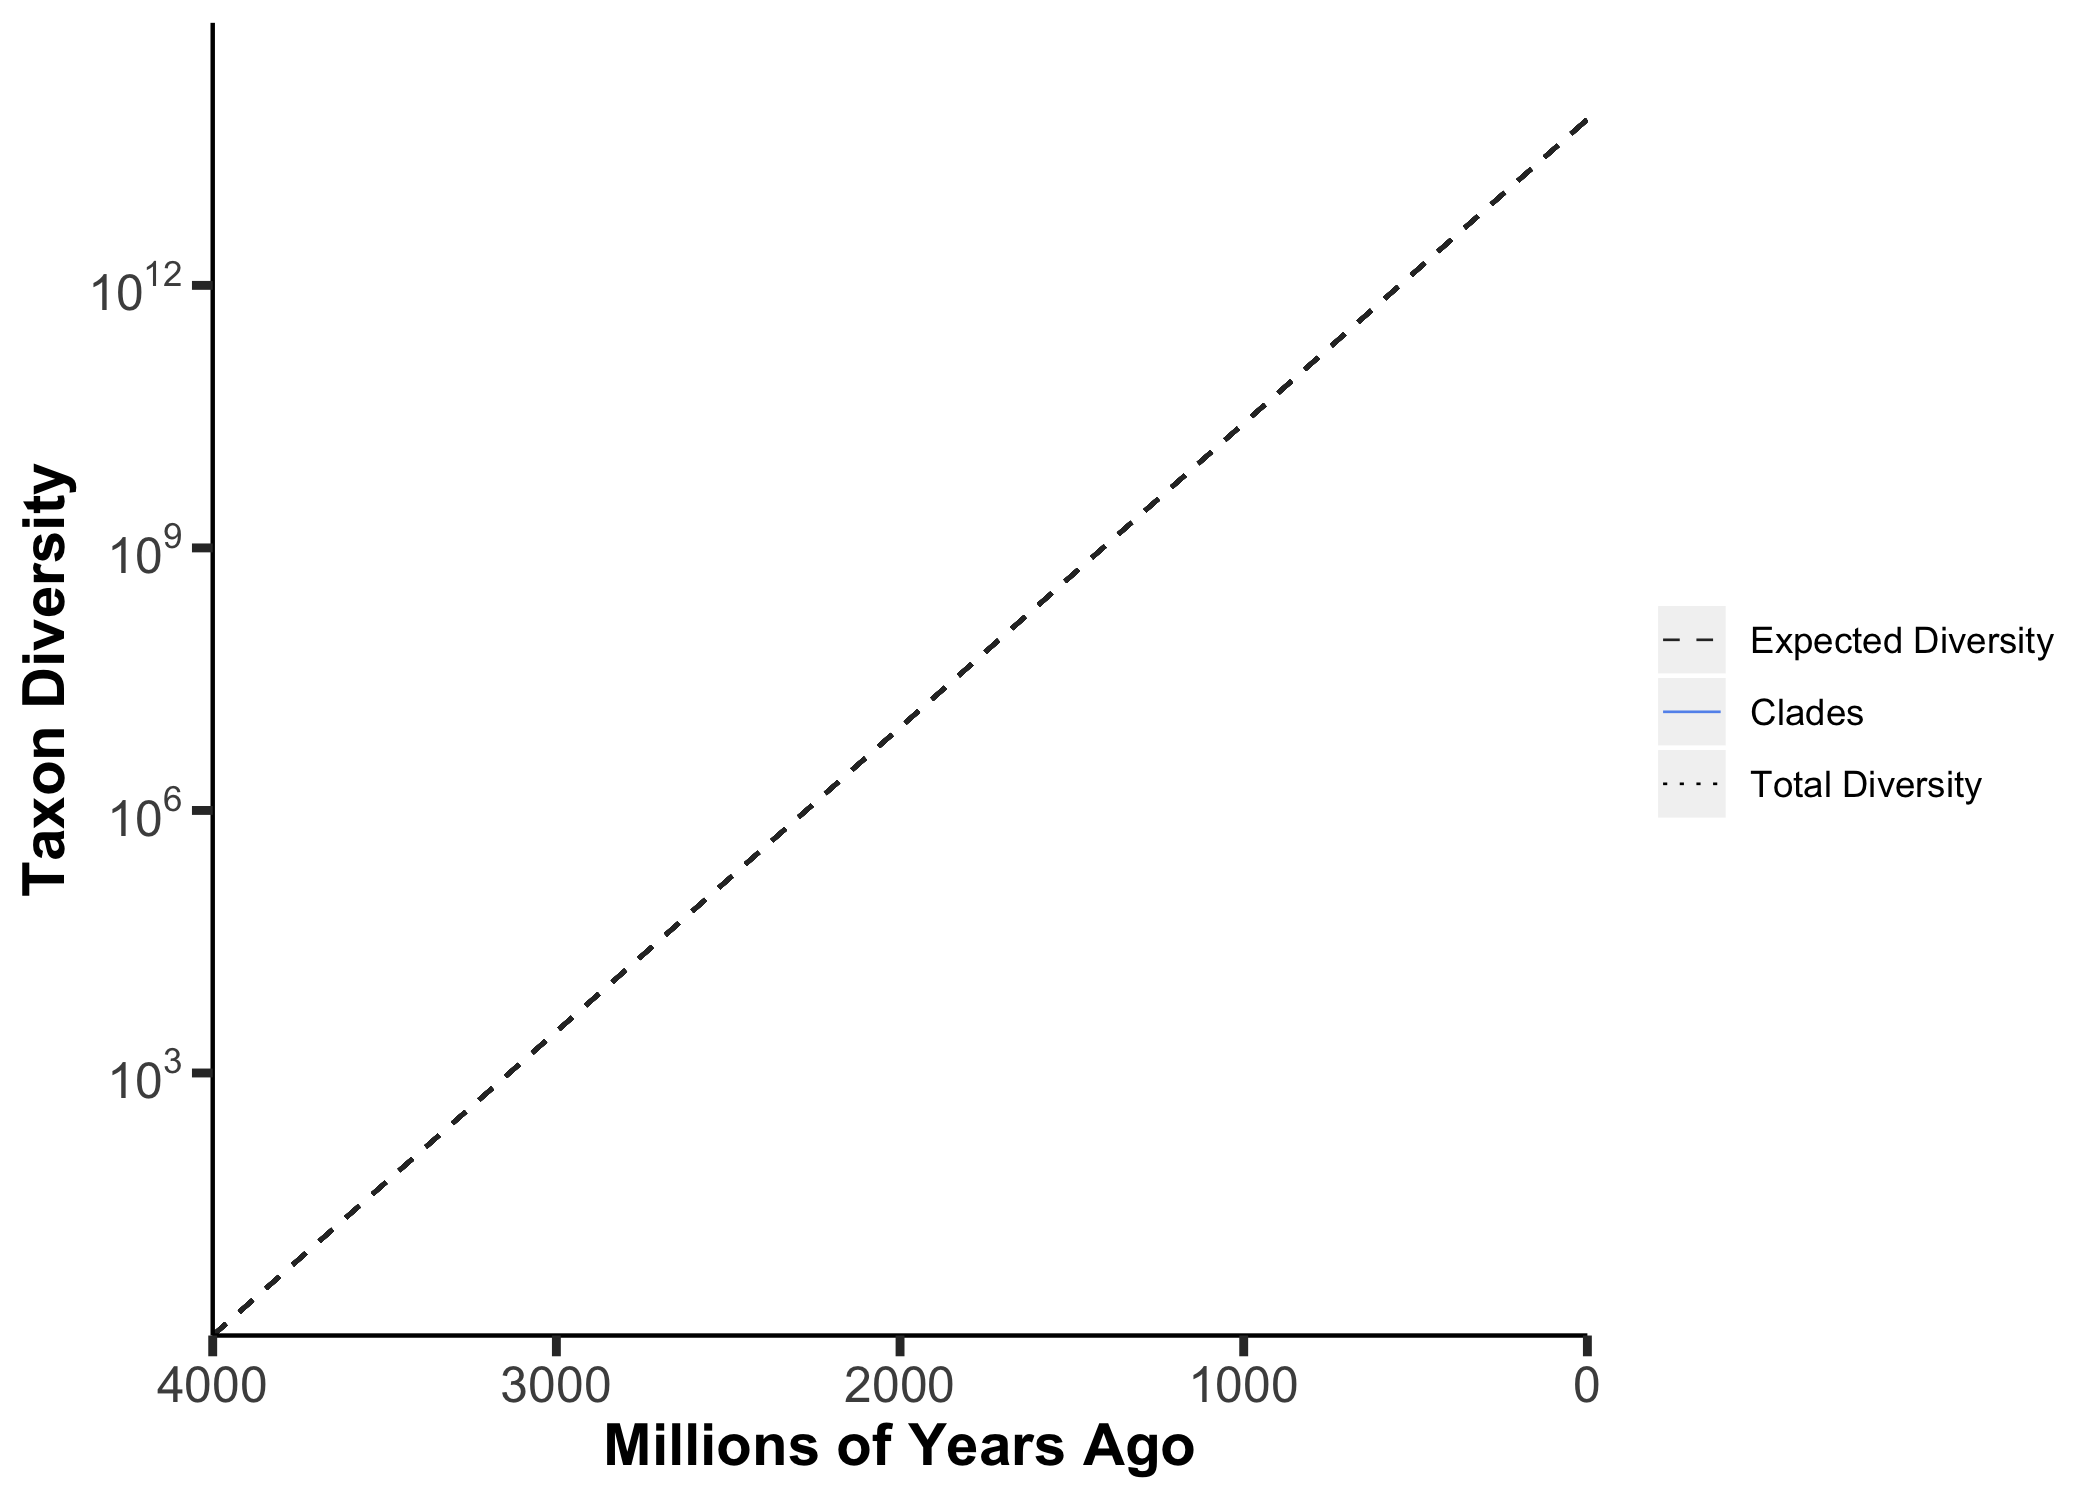 Taxon Diversity
10^12
10^9
10^6
10^3
4000 3000 2000 1000 0
Millions of Years Ago
Expected Diversity
Clades
Total Diversity